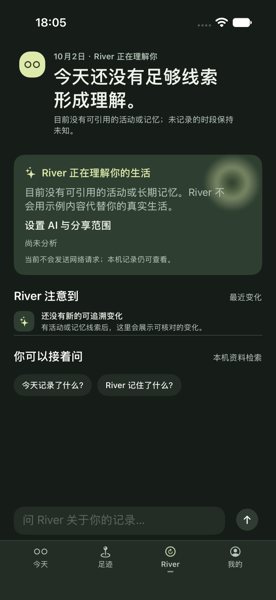 18:05
10月2日 · River 正在理解你
今天还没有足够线索
形成理解。
目前没有可引用的活动或记忆；未记录的时段保持
未知。
River 正在理解你的生活
目前没有可引用的活动或长期记忆。River 不
会用示例内容代替你的真实生活。
设置 AI 与分享范围
尚未分析
当前不会发送网络请求；本机记录仍可查看。
River 注意到
最近变化
还没有新的可追溯变化
有活动或记忆线索后，这里会展示可核对的变化。
你可以接着问
本机资料检索
今天记录了什么?
River 记住了什么?
问 River 关于你的记录...
今天
足迹
River
我的